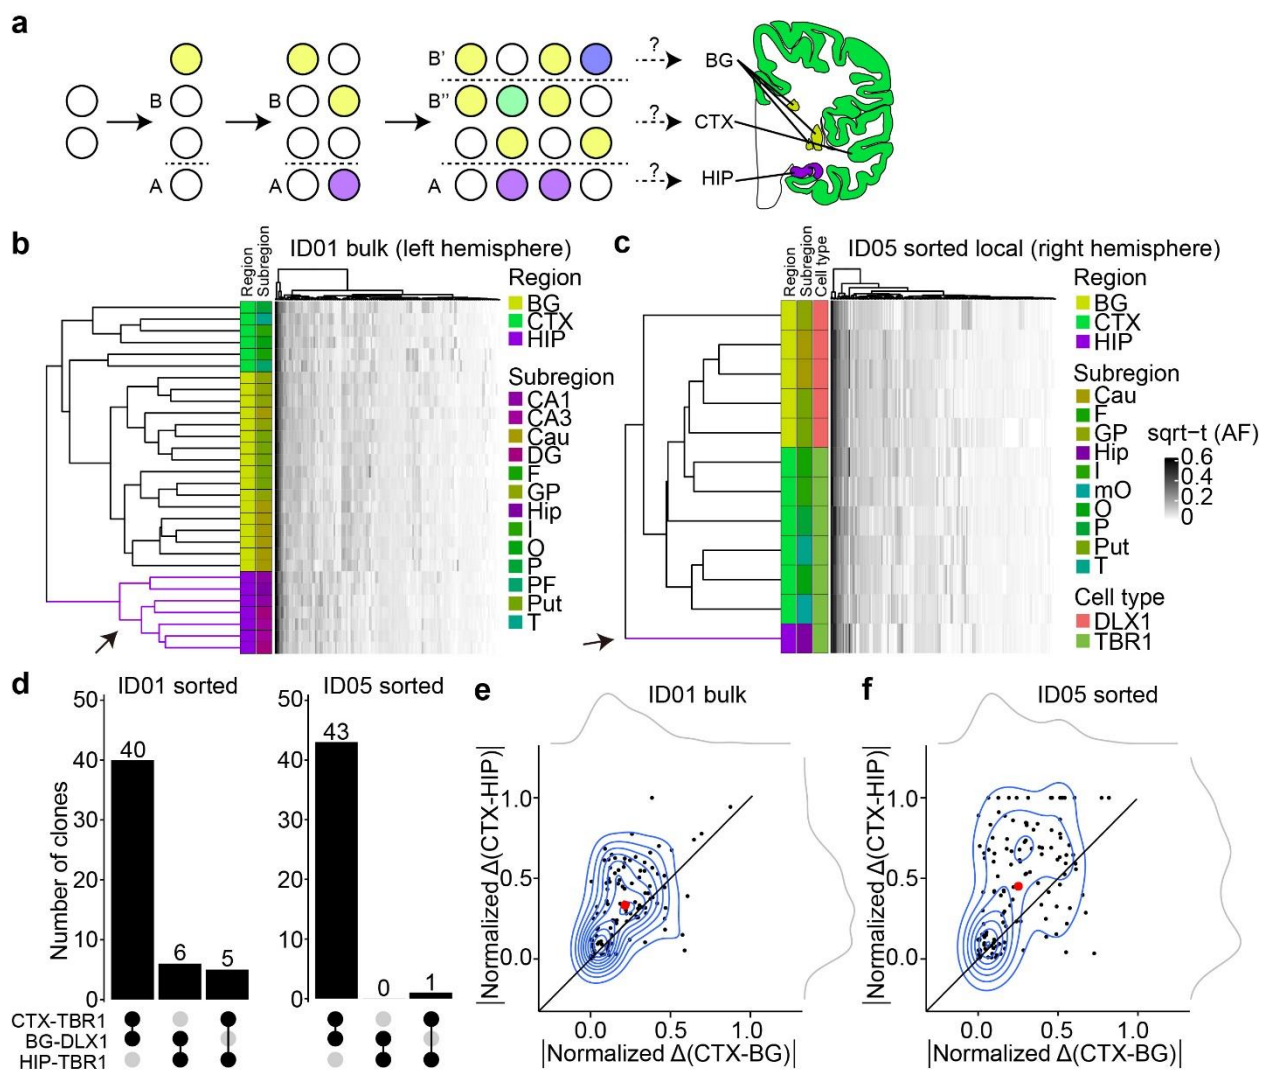 a
B
A
B
A
B'
B''
A
?
?
?
BG
CTX
HIP
b
Region
Subregion
ID01 bulk (left hemisphere)
Region
BG
CTX
HIP
Subregion
CA1
CA3
Cau
DG
F
GP
Hip
I
O
P
PF
Put
T
c
Region
Subregion
Cell type
ID05 sorted local (right hemisphere)
Region
BG
CTX
HIP
Subregion
Cau
F
GP
Hip
I
mO
O
P
Put
T
Cell type
DLX1
TBR1
sqrt−t (AF)
0.6
0.4
0.2
0
d
ID01 sorted
Number of clones
50
40
30
20
10
0
40
6
5
CTX-TBR1
BG-DLX1
HIP-TBR1
ID05 sorted
50
40
30
20
10
0
43
0
1
e
ID01 bulk
|Normalized Δ(CTX-HIP)|
1.0
0.5
0.0
0.0
0.5
1.0
|Normalized Δ(CTX-BG)|
f
ID05 sorted
|Normalized Δ(CTX-HIP)|
1.0
0.5
0.0
0.0
0.5
1.0
|Normalized Δ(CTX-BG)|